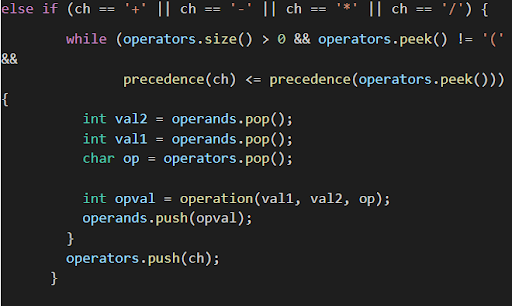 else if (ch == '+' || ch == '-' || ch == '*' || ch == '/') {
while (operators.size() > 0 && operators.peek() != '('
&&
precedence(ch) <= precedence(operators.peek()))
{
int val2 = operands.pop();
int val1 = operands.pop();
char op = operators.pop();
int opval = operation(val1, val2, op);
operands.push(opval);
}
operators.push(ch);
}